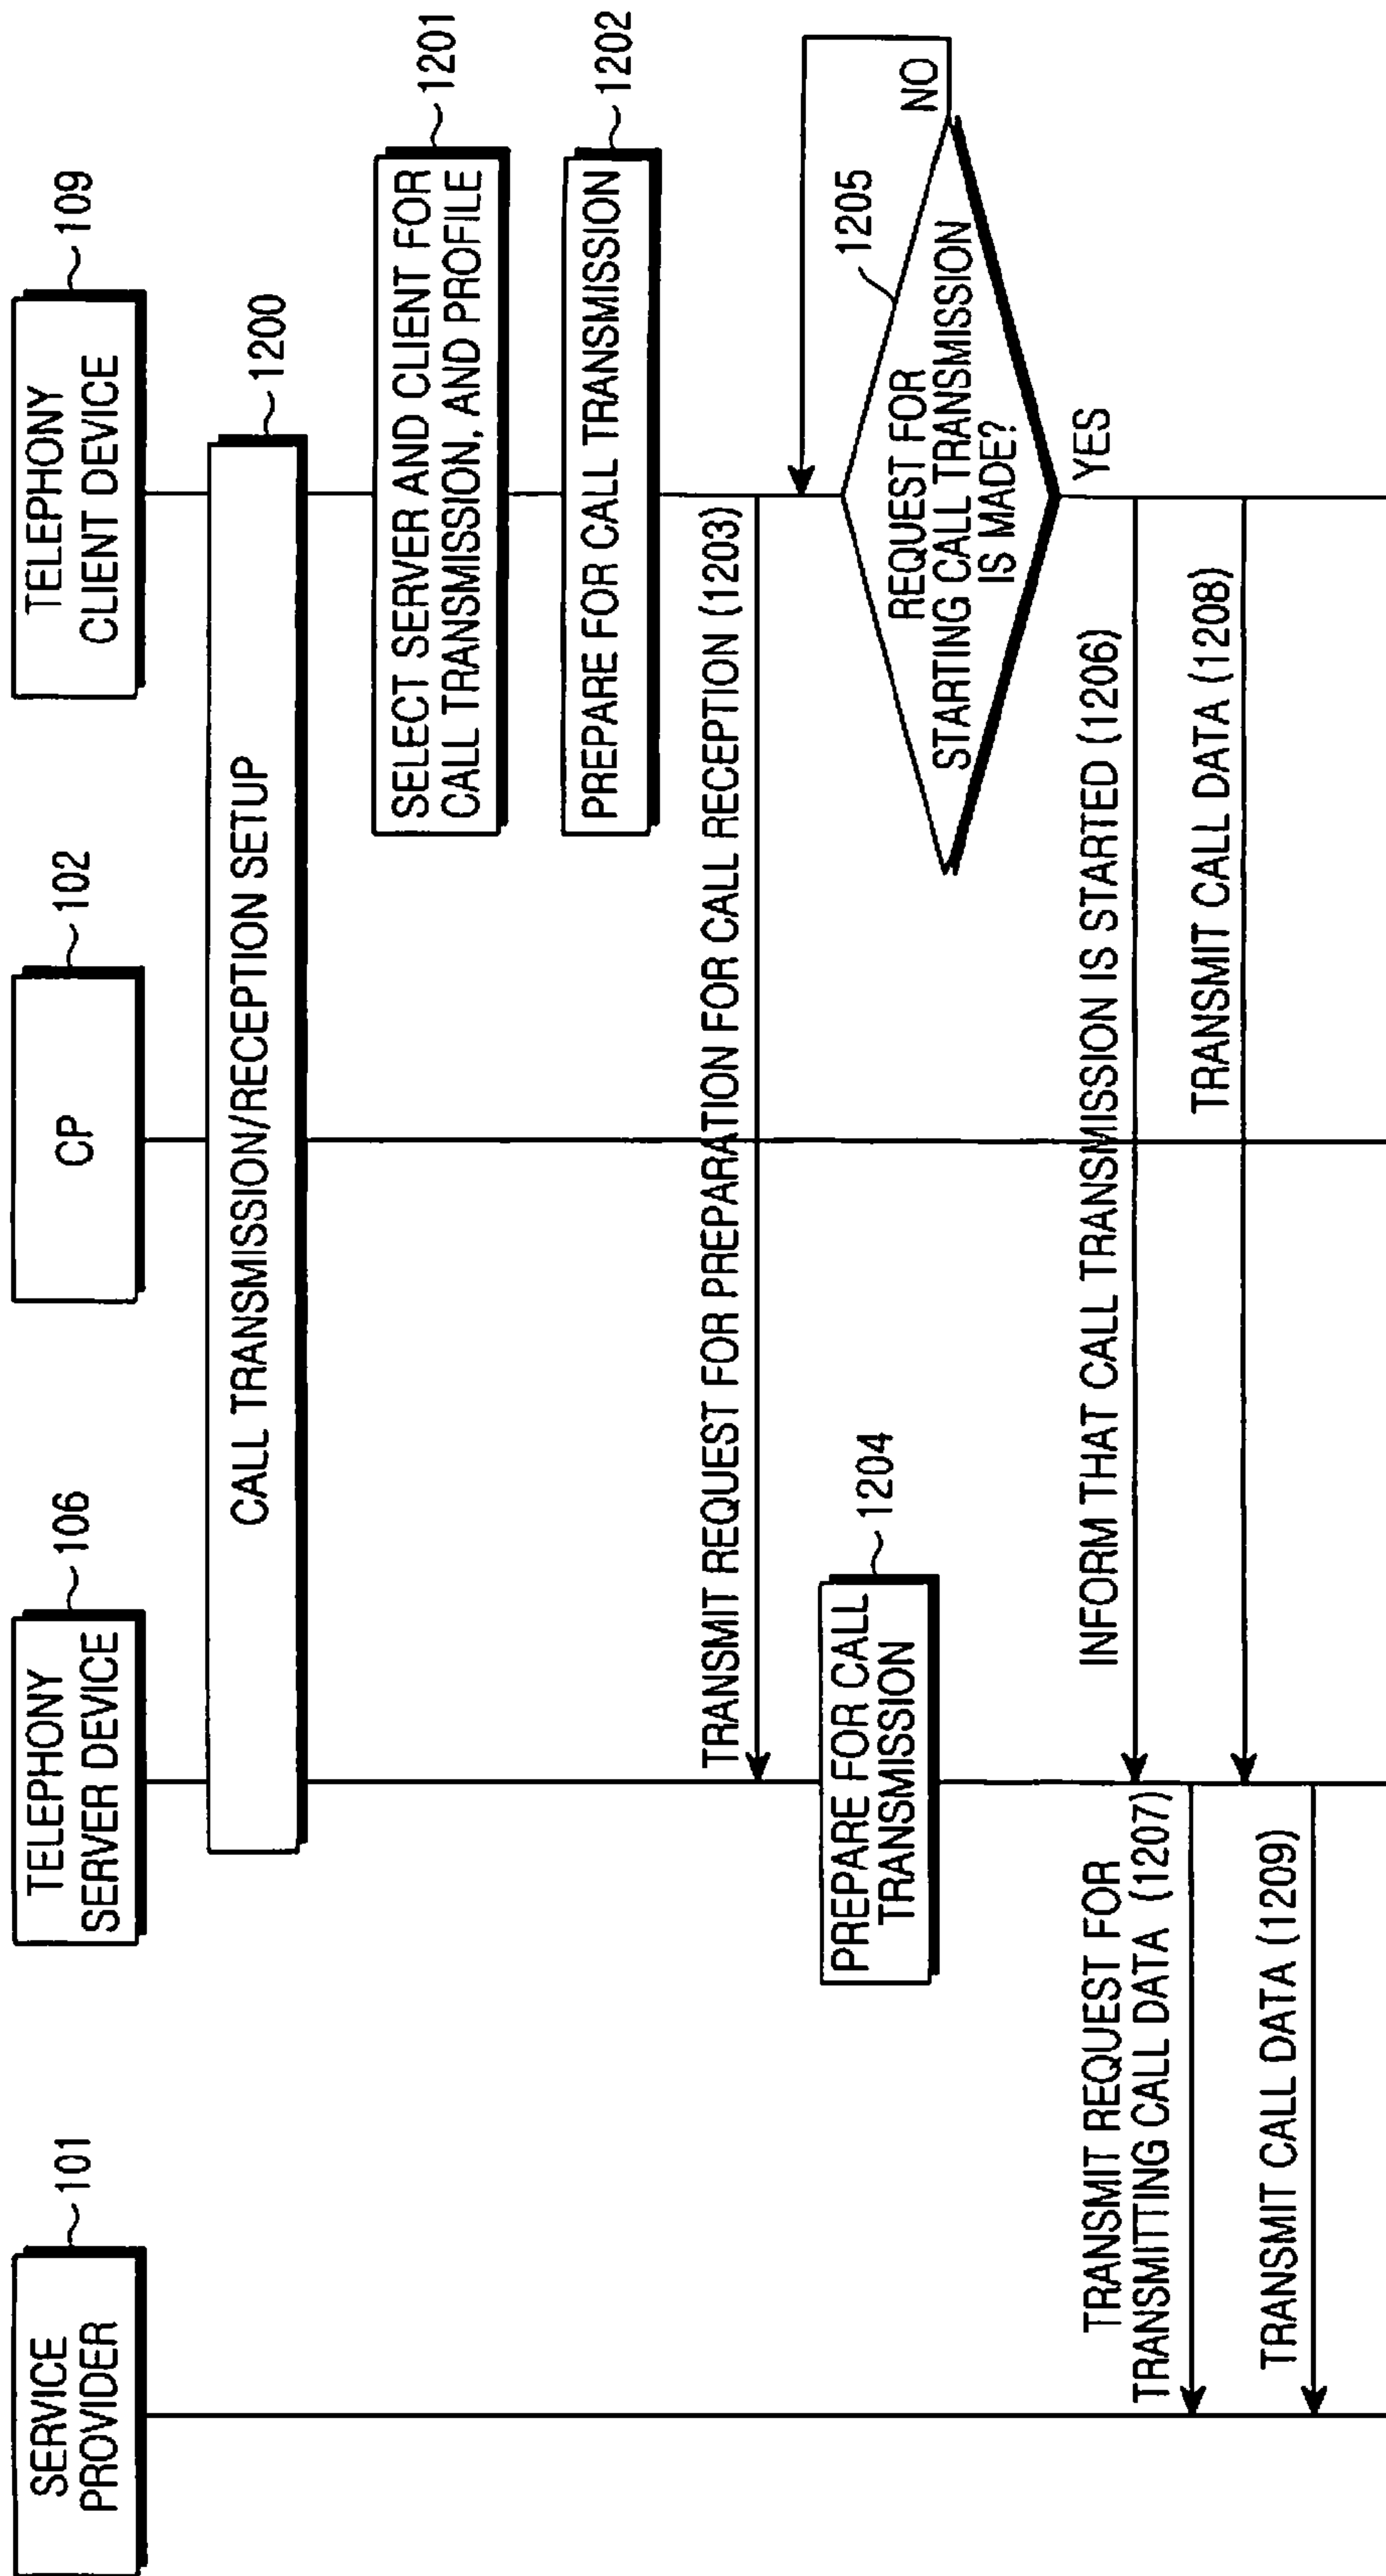 SERVICE
PROVIDER
101
TELEPHONY
SERVER DEVICE
106
CP
102
TELEPHONY
CLIENT DEVICE
109
CALL TRANSMISSION/RECEPTION SETUP
1200
SELECT SERVER AND CLIENT FOR
CALL TRANSMISSION, AND PROFILE
1201
PREPARE FOR CALL TRANSMISSION
1202
TRANSMIT REQUEST FOR PREPARATION FOR CALL RECEPTION (1203)
PREPARE FOR CALL
TRANSMISSION
1204
REQUEST FOR
STARTING CALL TRANSMISSION
IS MADE?
1205
NO
YES
INFORM THAT CALL TRANSMISSION IS STARTED (1206)
TRANSMIT REQUEST FOR
TRANSMITTING CALL DATA (1207)
TRANSMIT CALL DATA (1208)
TRANSMIT CALL DATA (1209)